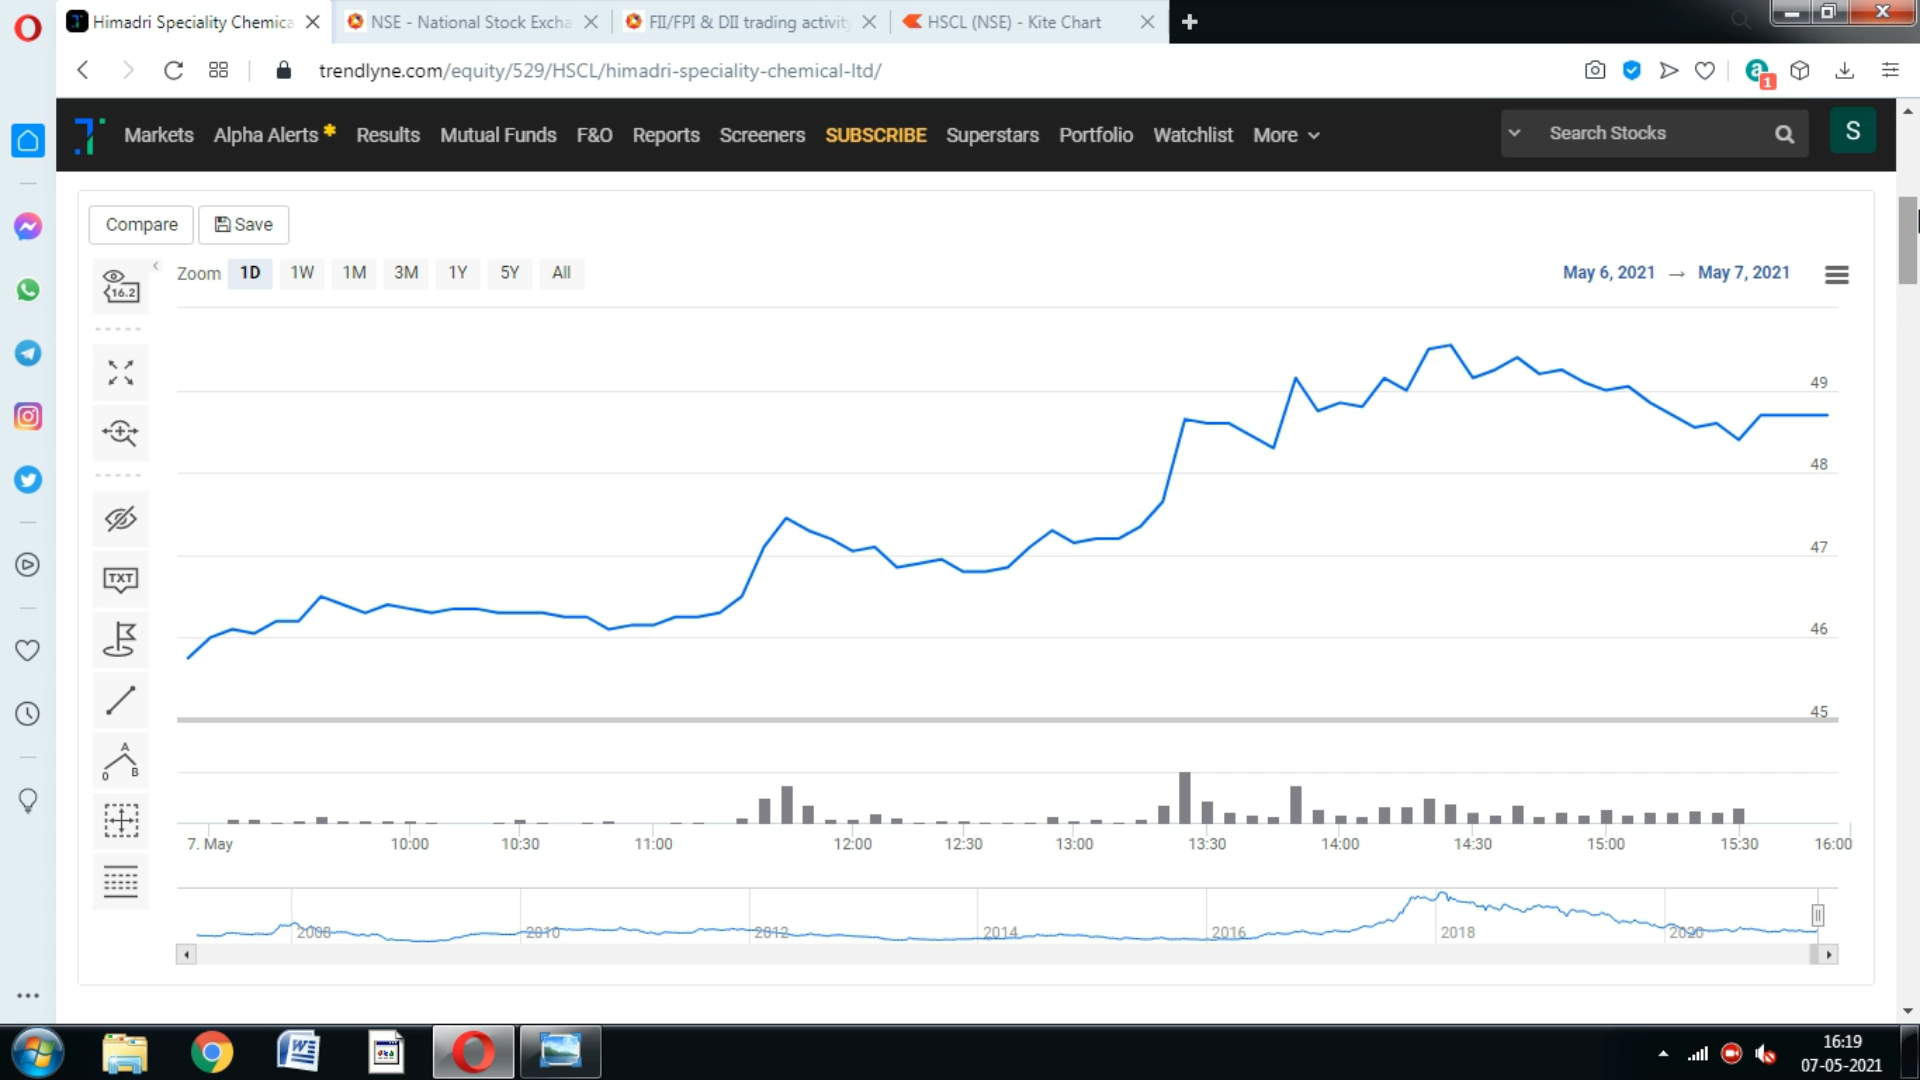 Himadri Speciality Chemica
NSE - National Stock Excha
FII/FPI & DII trading activity
HSCL (NSE) - Kite Chart
trendlyne.com/equity/529/HSCL/himadri-speciality-chemical-ltd/
a
1
Markets Alpha Alerts Results Mutual Funds F&O Reports Screeners SUBSCRIBE Superstars Portfolio Watchlist More
Search Stocks
S
Compare
Save
16.2
Zoom 1D 1W 1M 3M 1Y 5Y All
May 6, 2021 → May 7, 2021
49
48
47
TXT
46
45
A
0 B
7. May 10:00 10:30 11:00 12:00 12:30 13:00 13:30 14:00 14:30 15:00 15:30 16:00
2008 2010 2012 2014 2016 2018 2020
16:19
07-05-2021